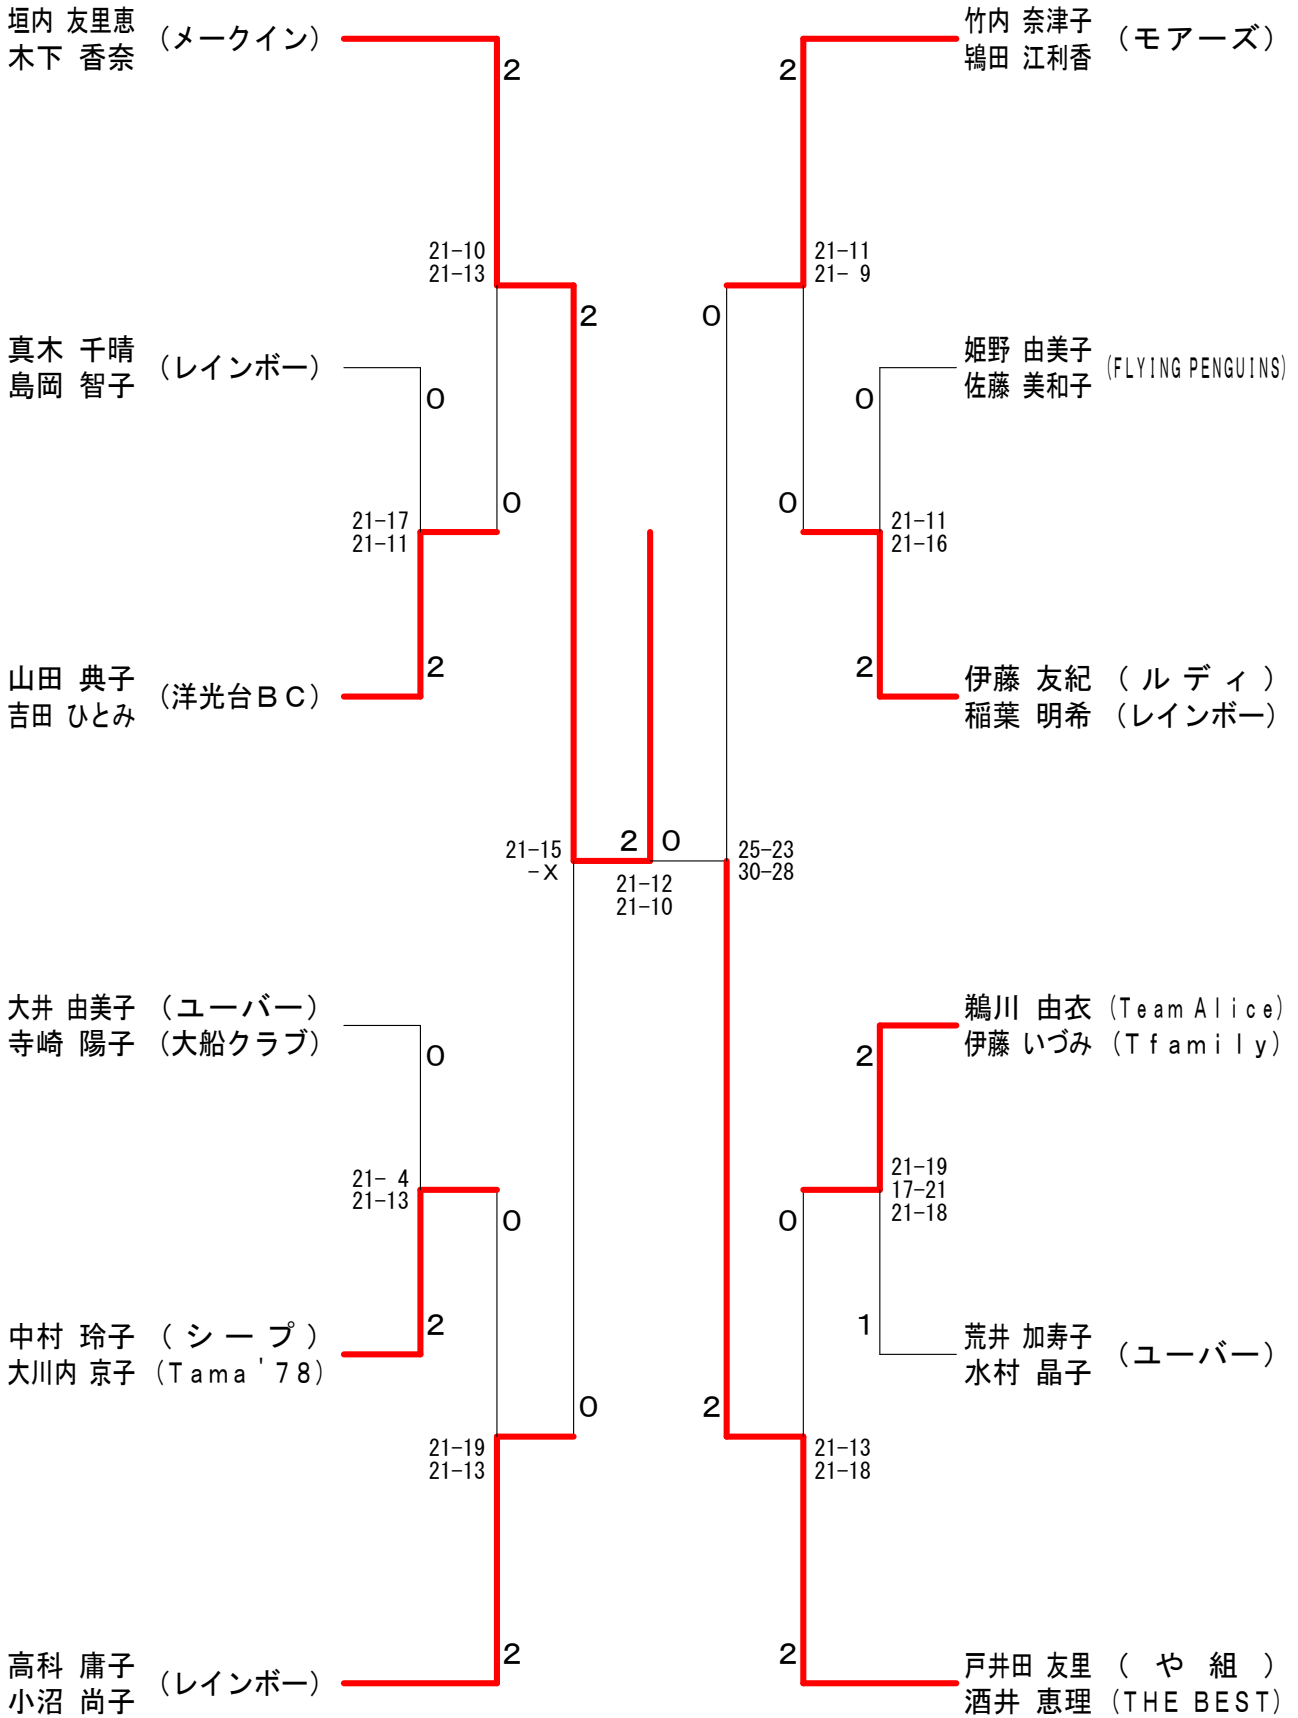 垣内 友里恵
木下 香奈
(メークイン)
2
21-10
21-13
真木 千晴
島岡 智子
(レインボー)
0
0
21-17
21-11
山田 典子
吉田 ひとみ
(洋光台BC)
2
2
21-15
-X
大井 由美子 (ユーバー)
寺崎 陽子 (大船クラブ)
0
21- 4
21-13
0
中村 玲子 (シープ)
大川内 京子 (Tama'78)
2
0
21-19
21-13
高科 庸子
小沼 尚子
(レインボー)
2
2 0
21-12
21-10
竹内 奈津子
鴇田 江利香
(モアーズ)
2
21-11
21- 9
0
姫野 由美子
佐藤 美和子
(FLYING PENGUINS)
0
0
21-11
21-16
伊藤 友紀 (ルディ)
稲葉 明希 (レインボー)
2
25-23
30-28
鵜川 由衣 (Team Alice)
伊藤 いづみ (Tfamily)
2
21-19
17-21
21-18
0
荒井 加寿子
水村 晶子
(ユーバー)
1
2
21-13
21-18
戸井田 友里 (や組)
酒井 恵理 (THE BEST)
2